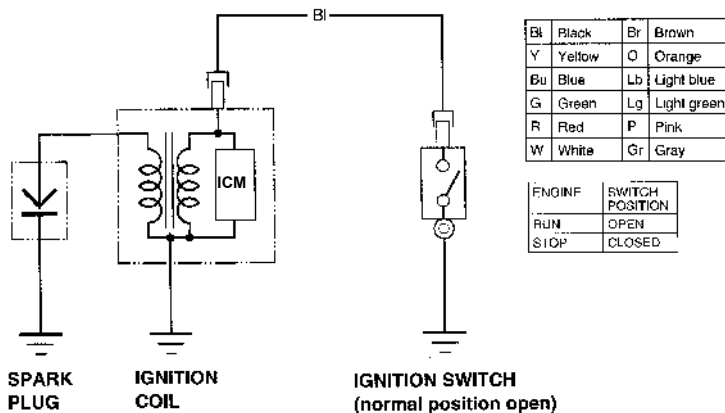 Bl
Bl Black Br Brown
Y Yellow O Orange
Bu Blue Lb Light blue
G Green Lg Light green
R Red P Pink
W White Gr Gray
ICM
ENGINE SWITCH
POSITION
RUN OPEN
STOP CLOSED
SPARK
PLUG
IGNITION
COIL
IGNITION SWITCH
(normal position open)